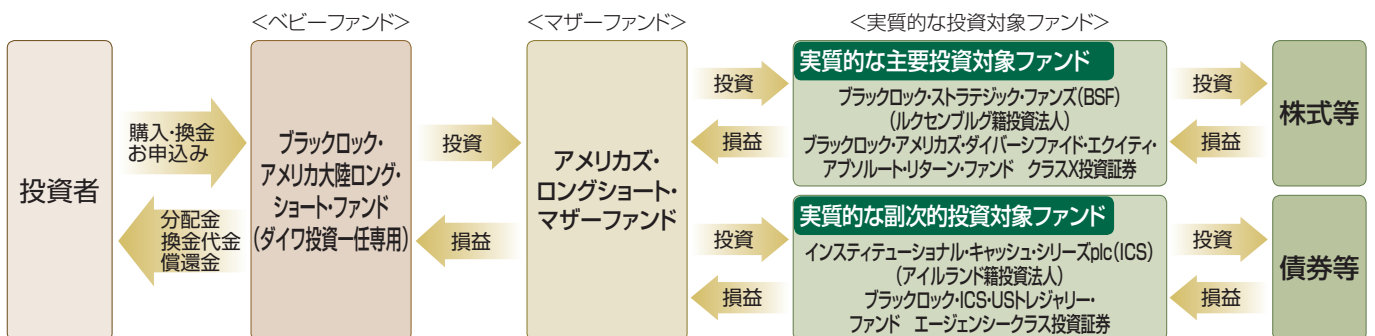 <ベビーファンド>
<マザーファンド>
<実質的な投資対象ファンド>
投資者
購入・換金
お申込み
分配金
換金代金
償還金
ブラックロック・
アメリカ大陸ロング・
ショート・ファンド
(ダイワ投資一任専用)
投資
損益
アメリカズ・
ロングショート・
マザーファンド
投資
損益
実質的な主要投資対象ファンド
ブラックロック・ストラテジック・ファンズ(BSF)
(ルクセンブルグ籍投資法人)
ブラックロック・アメリカズ・ダイバーシファイド・エクイティ・
アブソルート・リターン・ファンド クラスX投資証券
投資
損益
株式等
投資
損益
実質的な副次的投資対象ファンド
インスティテューショナル・キャッシュ・シリーズplc(ICS)
(アイルランド籍投資法人)
ブラックロック・ICS・USトレジャリー・
ファンド エージェンシークラス投資証券
投資
損益
債券等